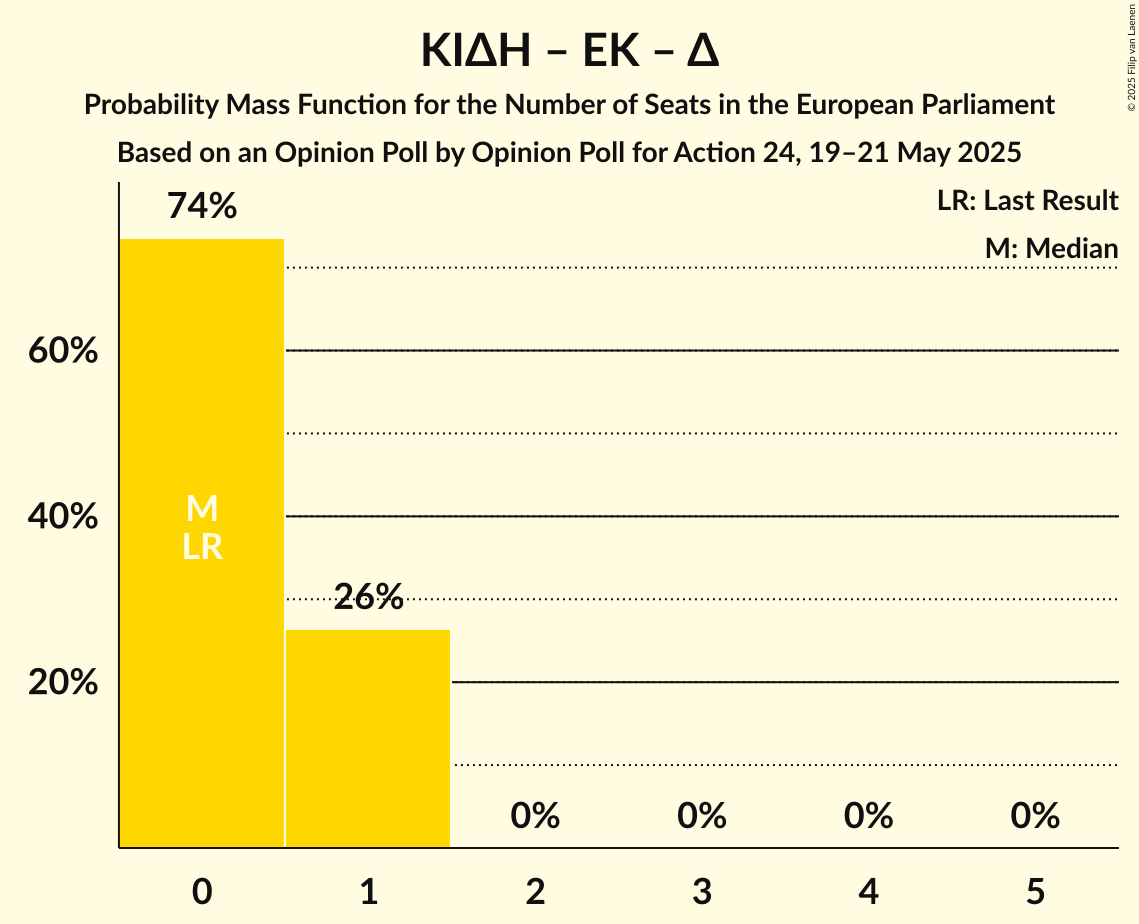 ΚΙΔΗ – ΕΚ – Δ
Probability Mass Function for the Number of Seats in the European Parliament
Based on an Opinion Poll by Opinion Poll for Action 24, 19–21 May 2025
© 2025 Filip van Laenen
LR: Last Result
M: Median
74%
60%
40%
20%
M
LR
26%
0%
0%
0%
0%
0
1
2
3
4
5